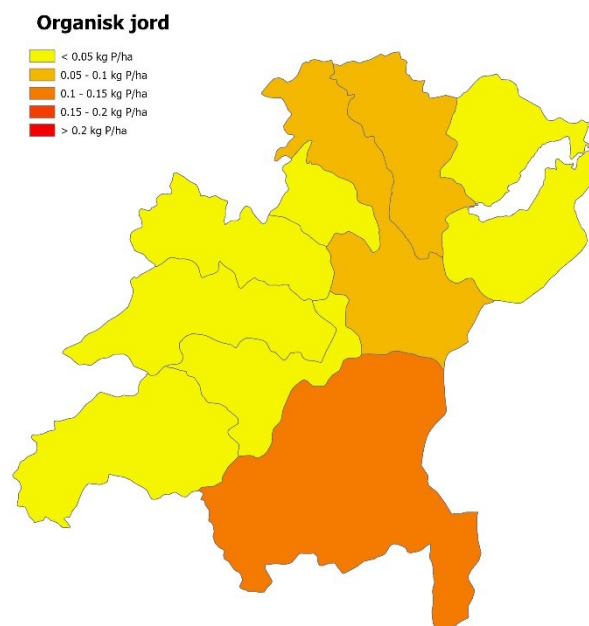 Organisk jord
< 0.05 kg P/ha
0.05 - 0.1 kg P/ha
0.1 - 0.15 kg P/ha
0.15 - 0.2 kg P/ha
> 0.2 kg P/ha